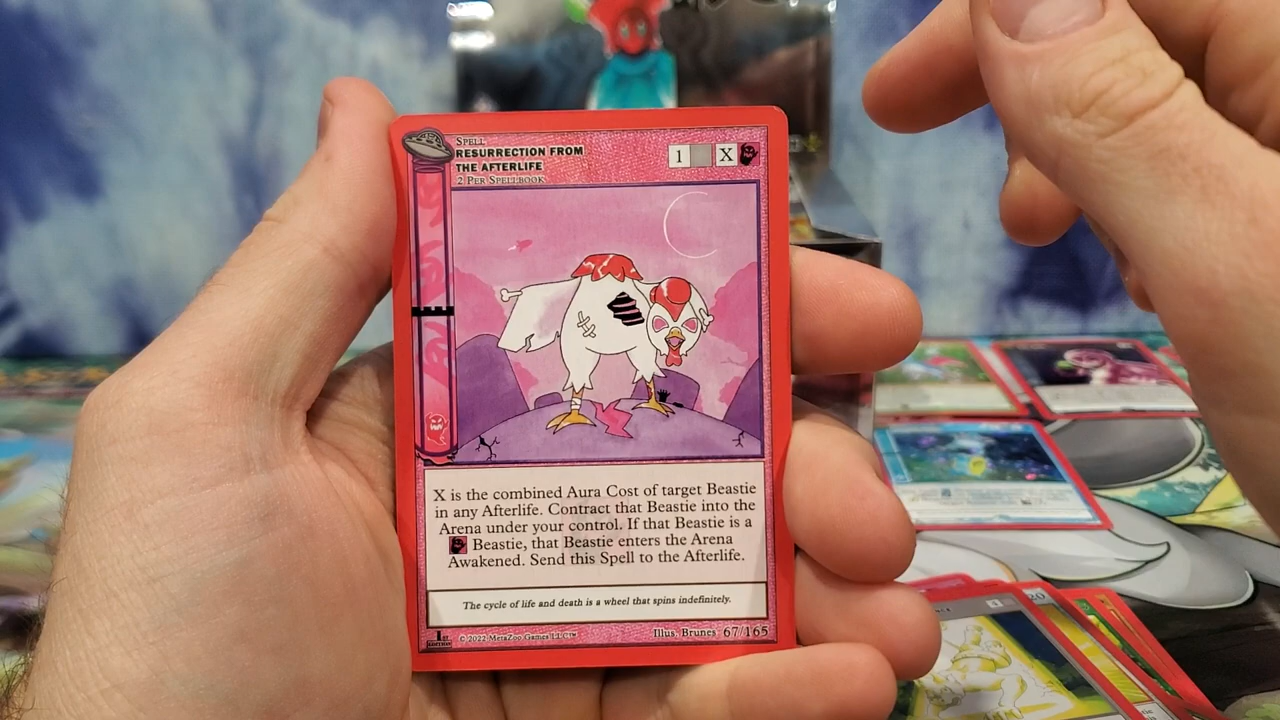 SPELL
RESURRECTION FROM
THE AFTERLIFE
2 PER SPELLBOOK
1 X
X is the combined Aura Cost of target Beastie
in any Afterlife. Contract that Beastie into the
Arena under your control. If that Beastie is a
Beastie, that Beastie enters the Arena
Awakened. Send this Spell to the Afterlife.
The cycle of life and death is a wheel that spins indefinitely.
1ST EDITION © 2022 MetaZoo Games LLC™ Illus. Brunes 67/165